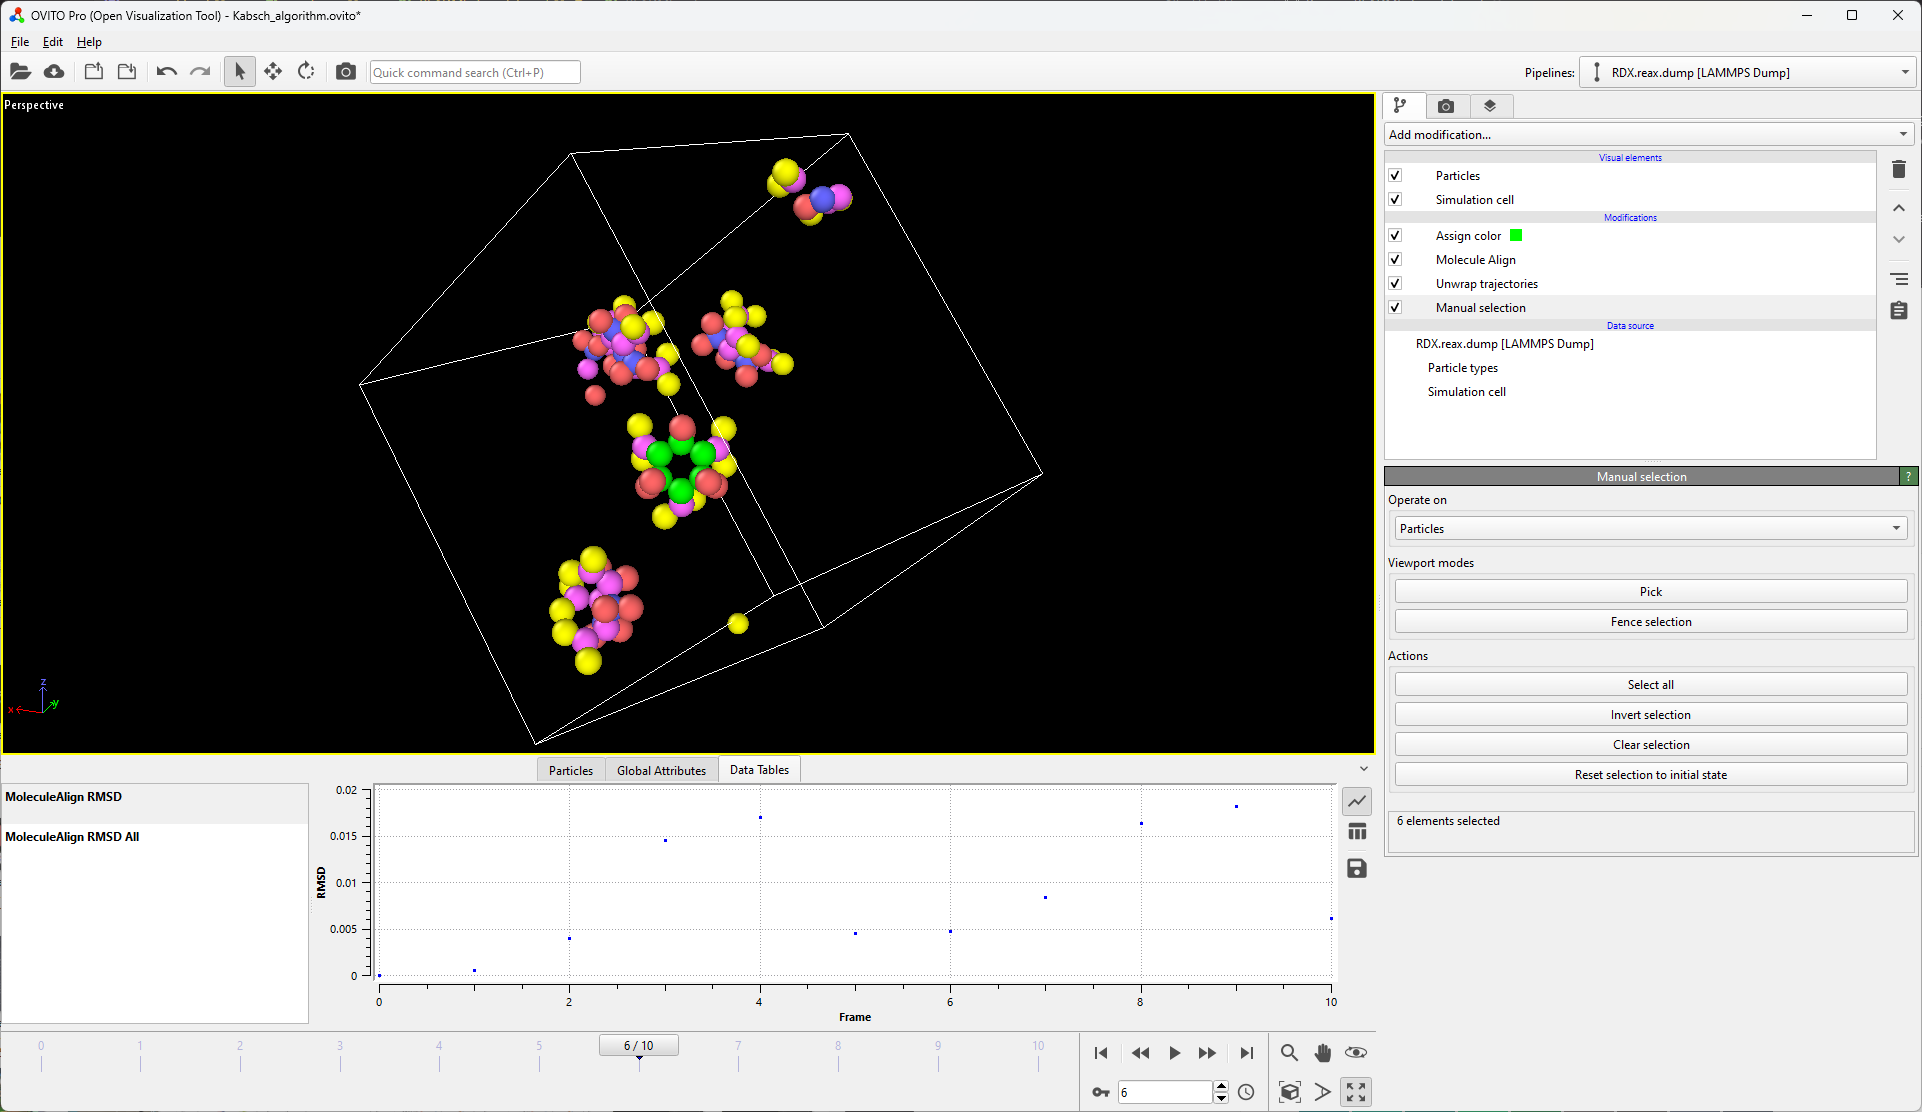 OVITO Pro (Open Visualization Tool) - Kabsch_algorithm.ovito*
File Edit Help
Quick command search (Ctrl+P)
Pipelines: RDX.reax.dump [LAMMPS Dump]
Perspective
z
x
y
Add modification...
Visual elements
Particles
Simulation cell
Modifications
Assign color
Molecule Align
Unwrap trajectories
Manual selection
Data source
RDX.reax.dump [LAMMPS Dump]
Particle types
Simulation cell
Manual selection ?
Operate on
Particles
Viewport modes
Pick
Fence selection
Actions
Select all
Invert selection
Clear selection
Reset selection to initial state
6 elements selected
Particles Global Attributes Data Tables
MoleculeAlign RMSD
MoleculeAlign RMSD All
RMSD
0.02
0.015
0.01
0.005
0
0 2 4 6 8 10
Frame
0 1 2 3 4 5 6 / 10 7 8 9 10
6